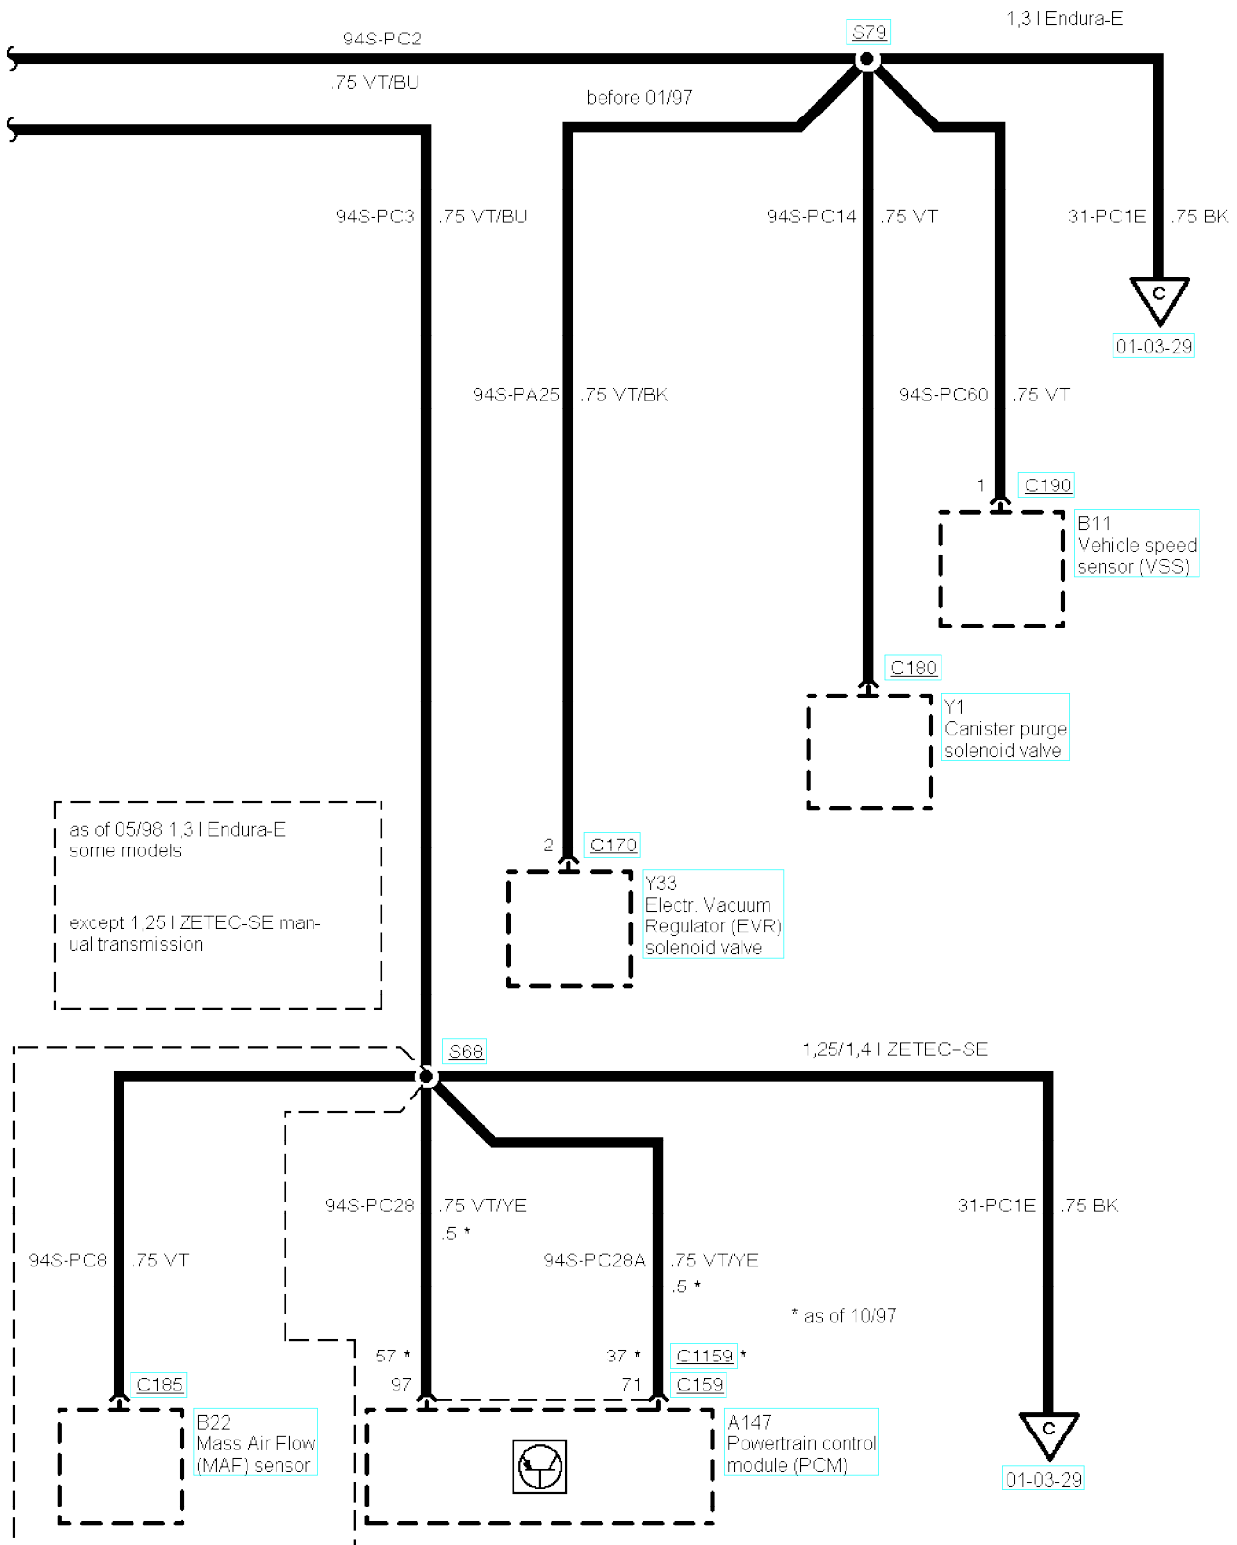 1,3 l Endura-E
S79
94S-PC2
.75 VT/BU
before 01/97
94S-PC3 .75 VT/BU
94S-PC14 .75 VT
31-PC1E .75 BK
C
01-03-29
94S-PA25 .75 VT/BK
94S-PC60 .75 VT
1 C190
B11
Vehicle speed
sensor (VSS)
C180
Y1
Canister purge
solenoid valve
as of 05/98 1,3 l Endura-E
some models
except 1,25 l ZETEC-SE man-
ual transmission
2 C170
Y33
Electr. Vacuum
Regulator (EVR)
solenoid valve
S68
1,25/1,4 l ZETEC-SE
94S-PC28 .75 VT/YE
.5 *
31-PC1E .75 BK
94S-PC8 .75 VT
94S-PC28A .75 VT/YE
.5 *
* as of 10/97
57 *
37 * C1159 *
C185
97
71 C159
B22
Mass Air Flow
(MAF) sensor
A147
Powertrain control
module (PCM)
C
01-03-29